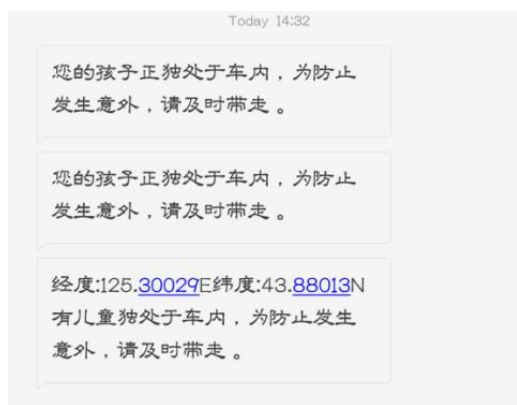 Today 14:32
您的孩子正独处于车内，为防止
发生意外，请及时带走。
您的孩子正独处于车内，为防止
发生意外，请及时带走。
经度:125.30029E纬度:43.88013N
有儿童独处于车内，为防止发生
意外，请及时带走。